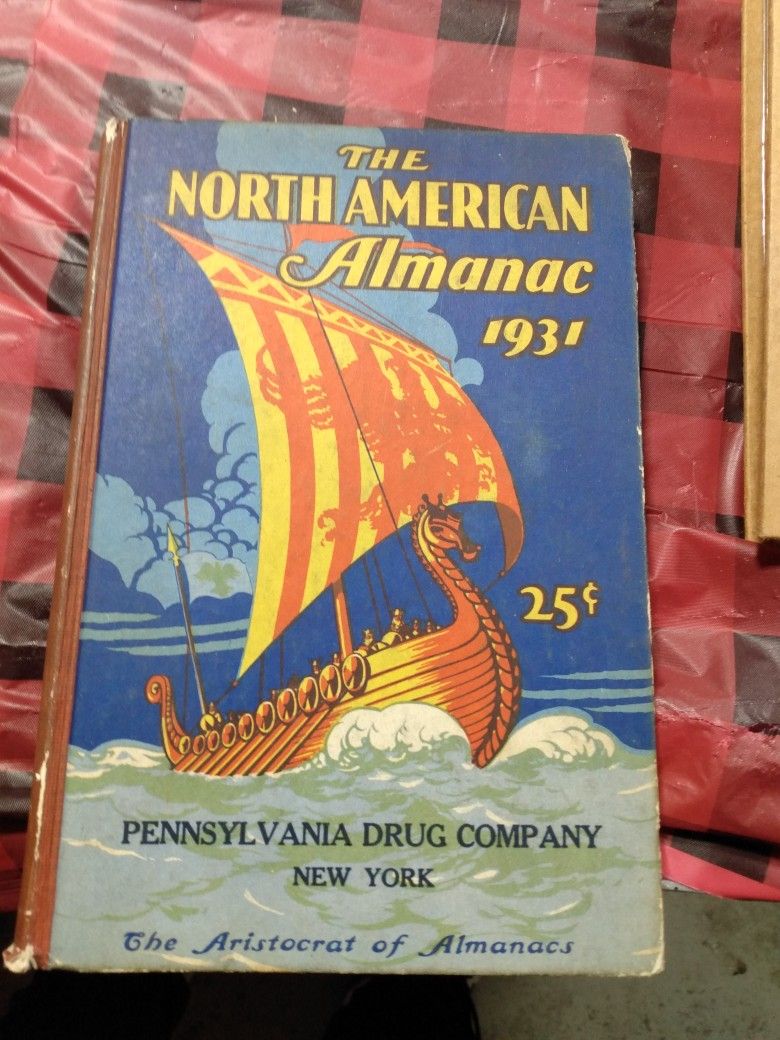 THE
NORTH AMERICAN
Almanac
1931
25¢
PENNSYLVANIA DRUG COMPANY
NEW YORK
The Aristocrat of Almanacs